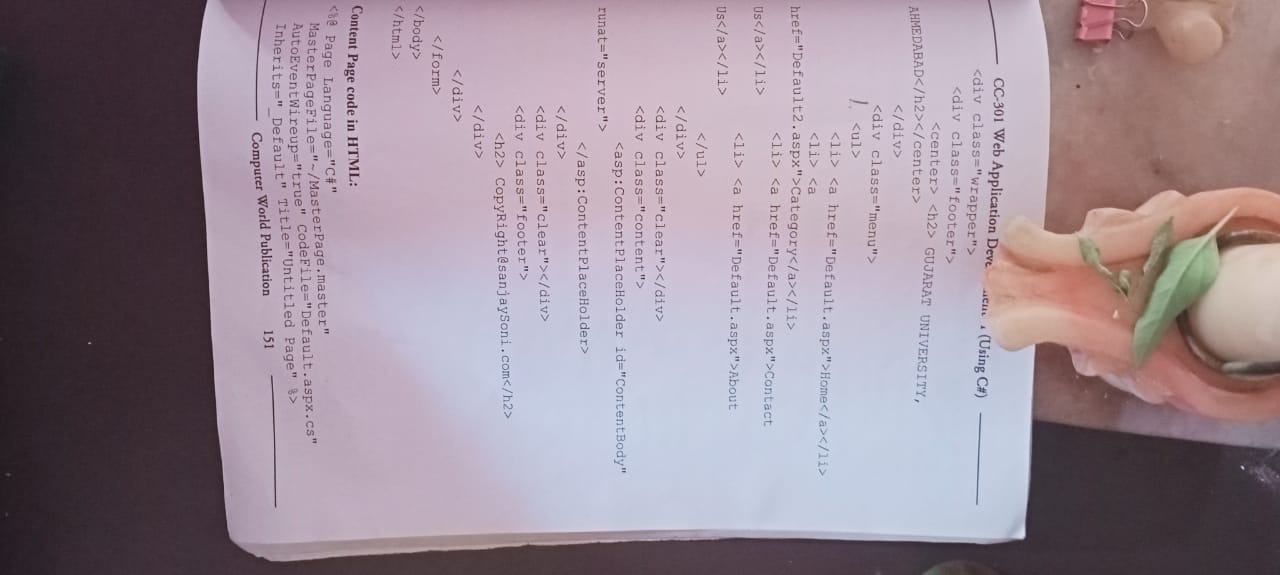 CC-301 Web Application (Using C#)
<div class="wrapper">
<div class="footer">
<center> <h2> GUJARAT UNIVERSITY,
AHMEDABAD</h2></center>
</div>
<div class="menu">
<ul>
<li> <a href="Default.aspx">Home</a></li>
<li> <a
href="Default2.aspx">Category</a></li>
<li> <a href="Default.aspx">Contact
Us</a></li>
<li> <a href="Default.aspx">About
Us</a></li>
</ul>
</div>
<div class="clear"></div>
<div class="content">
<asp:ContentPlaceHolder id="ContentBody"
runat="server">
</asp:ContentPlaceHolder>
</div>
<div class="clear"></div>
<div class="footer">
<h2> CopyRight@sanjaySoni.com</h2>
</div>
</div>
</form>
</body>
</html>
Content Page code in HTML:
<%@ Page Language="C#"
MasterPageFile="~/MasterPage.master"
AutoEventWireup="true" CodeFile="Default.aspx.cs"
Inherits="_Default" Title="Untitled Page" %>
Computer World Publication 151